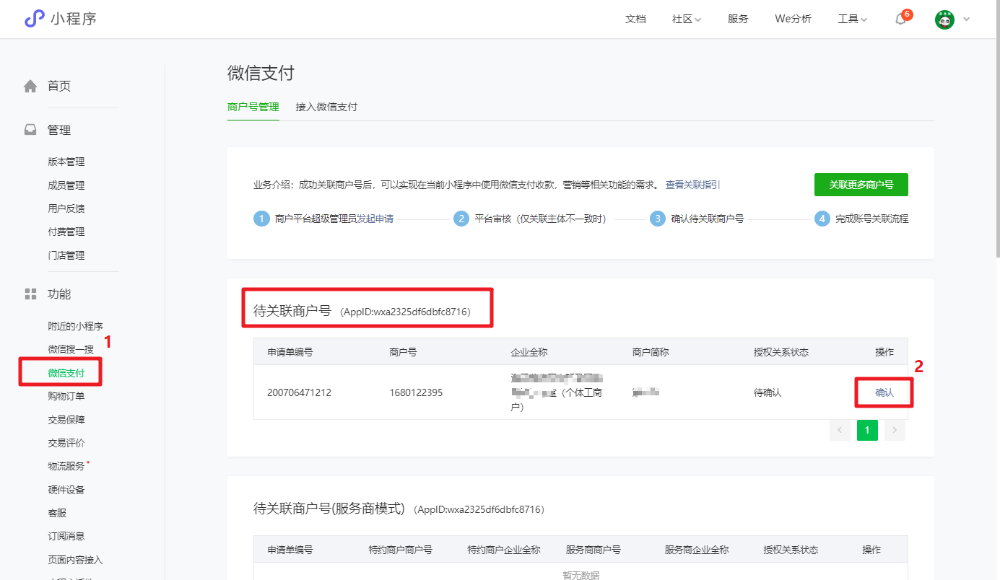 小程序
文档 社区 服务 We分析 工具 6
首页
管理
版本管理
成员管理
用户反馈
付费管理
门店管理
功能
附近的小程序
微信搜一搜
1
微信支付
购物订单
交易保障
交易评价
物流服务
硬件设备
客服
订阅消息
页面内容接入
微信支付
商户号管理 接入微信支付
业务介绍：成功关联商户号后，可以实现在当前小程序中使用微信支付收款，营销等相关功能的需求。 查看关联指引
关联更多商户号
1 商户平台超级管理员发起申请 2 平台审核（仅关联主体不一致时） 3 确认待关联商户号 4 完成账号关联流程
待关联商户号 （AppID:wxa2325df6dbfc8716）
申请单编号 商户号 企业全称 商户简称 授权关系状态 操作
2
200706471212 1680122395 室（个体工商 待确认 确认
户）
1
待关联商户号(服务商模式) （AppID:wxa2325df6dbfc8716）
申请单编号 特约商户商户号 特约商户企业全称 服务商商户号 服务商企业全称 授权关系状态 操作
暂无数据